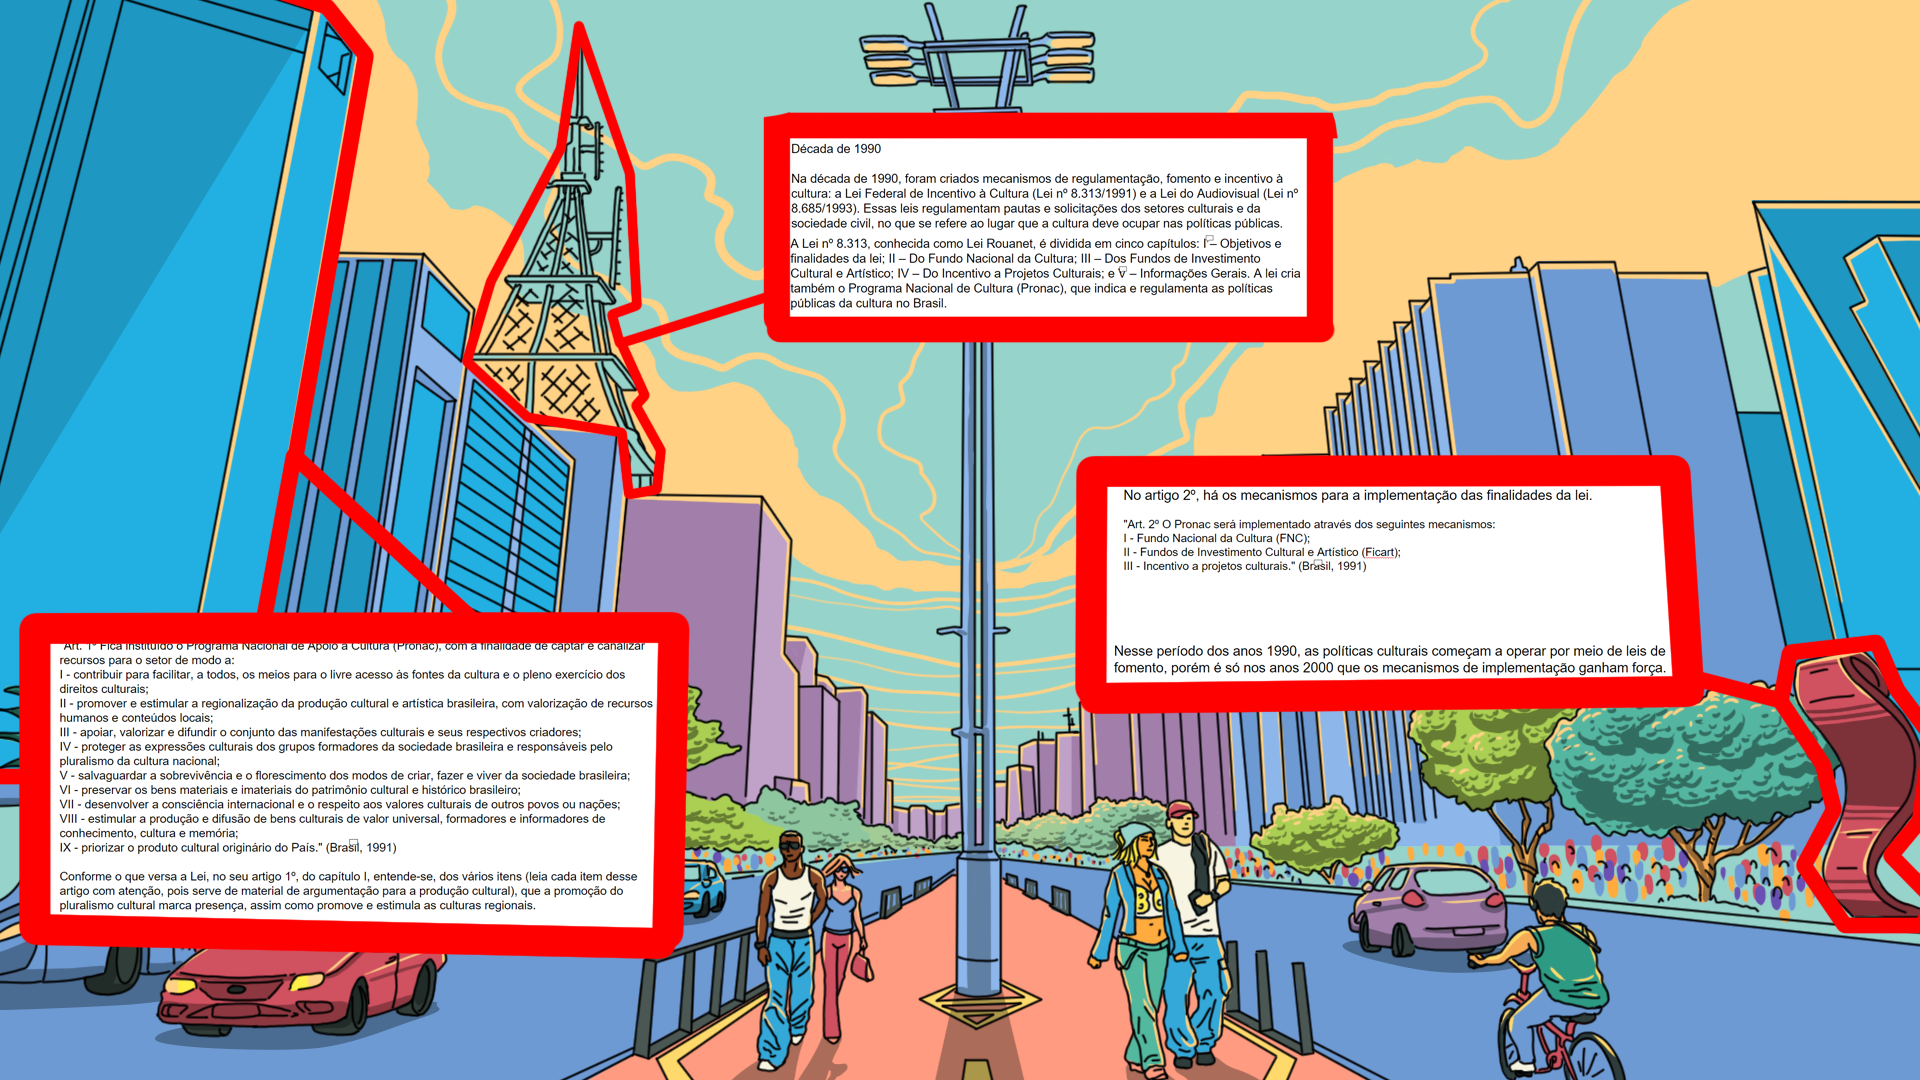 Década de 1990
Na década de 1990, foram criados mecanismos de regulamentação, fomento e incentivo à
cultura: a Lei Federal de Incentivo à Cultura (Lei nº 8.313/1991) e a Lei do Audiovisual (Lei nº
8.685/1993). Essas leis regulamentam pautas e solicitações dos setores culturais e da
sociedade civil, no que se refere ao lugar que a cultura deve ocupar nas políticas públicas.
A Lei nº 8.313, conhecida como Lei Rouanet, é dividida em cinco capítulos: I – Objetivos e
finalidades da lei; II – Do Fundo Nacional da Cultura; III – Dos Fundos de Investimento
Cultural e Artístico; IV – Do Incentivo a Projetos Culturais; e V – Informações Gerais. A lei cria
também o Programa Nacional de Cultura (Pronac), que indica e regulamenta as políticas
públicas da cultura no Brasil.
"Art. 1º Fica instituído o Programa Nacional de Apoio à Cultura (Pronac), com a finalidade de captar e canalizar
recursos para o setor de modo a:
I - contribuir para facilitar, a todos, os meios para o livre acesso às fontes da cultura e o pleno exercício dos
direitos culturais;
II - promover e estimular a regionalização da produção cultural e artística brasileira, com valorização de recursos
humanos e conteúdos locais;
III - apoiar, valorizar e difundir o conjunto das manifestações culturais e seus respectivos criadores;
IV - proteger as expressões culturais dos grupos formadores da sociedade brasileira e responsáveis pelo
pluralismo da cultura nacional;
V - salvaguardar a sobrevivência e o florescimento dos modos de criar, fazer e viver da sociedade brasileira;
VI - preservar os bens materiais e imateriais do patrimônio cultural e histórico brasileiro;
VII - desenvolver a consciência internacional e o respeito aos valores culturais de outros povos ou nações;
VIII - estimular a produção e difusão de bens culturais de valor universal, formadores e informadores de
conhecimento, cultura e memória;
IX - priorizar o produto cultural originário do País." (Brasil, 1991)
Conforme o que versa a Lei, no seu artigo 1º, do capítulo I, entende-se, dos vários itens (leia cada item desse
artigo com atenção, pois serve de material de argumentação para a produção cultural), que a promoção do
pluralismo cultural marca presença, assim como promove e estimula as culturas regionais.
No artigo 2º, há os mecanismos para a implementação das finalidades da lei.
"Art. 2º O Pronac será implementado através dos seguintes mecanismos:
I - Fundo Nacional da Cultura (FNC);
II - Fundos de Investimento Cultural e Artístico (Ficart);
III - Incentivo a projetos culturais." (Brasil, 1991)
Nesse período dos anos 1990, as políticas culturais começam a operar por meio de leis de
fomento, porém é só nos anos 2000 que os mecanismos de implementação ganham força.